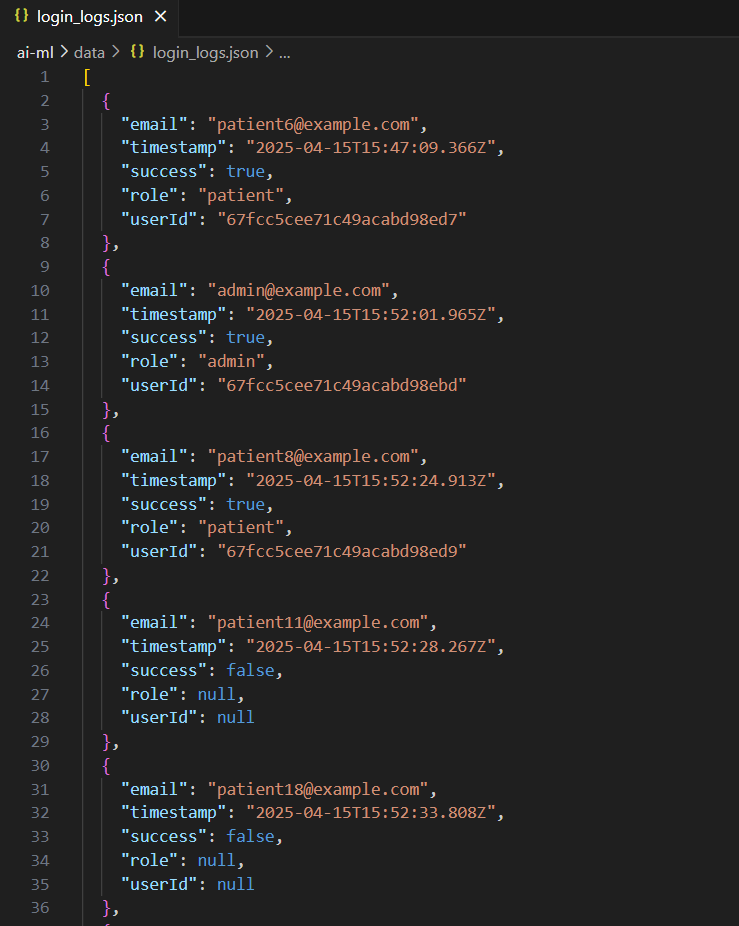 {} login_logs.json ×
ai-ml > data > {} login_logs.json > ...
1 [
2 {
3 "email": "patient6@example.com",
4 "timestamp": "2025-04-15T15:47:09.366Z",
5 "success": true,
6 "role": "patient",
7 "userId": "67fcc5cee71c49acabd98ed7"
8 },
9 {
10 "email": "admin@example.com",
11 "timestamp": "2025-04-15T15:52:01.965Z",
12 "success": true,
13 "role": "admin",
14 "userId": "67fcc5cee71c49acabd98ebd"
15 },
16 {
17 "email": "patient8@example.com",
18 "timestamp": "2025-04-15T15:52:24.913Z",
19 "success": true,
20 "role": "patient",
21 "userId": "67fcc5cee71c49acabd98ed9"
22 },
23 {
24 "email": "patient11@example.com",
25 "timestamp": "2025-04-15T15:52:28.267Z",
26 "success": false,
27 "role": null,
28 "userId": null
29 },
30 {
31 "email": "patient18@example.com",
32 "timestamp": "2025-04-15T15:52:33.808Z",
33 "success": false,
34 "role": null,
35 "userId": null
36 },